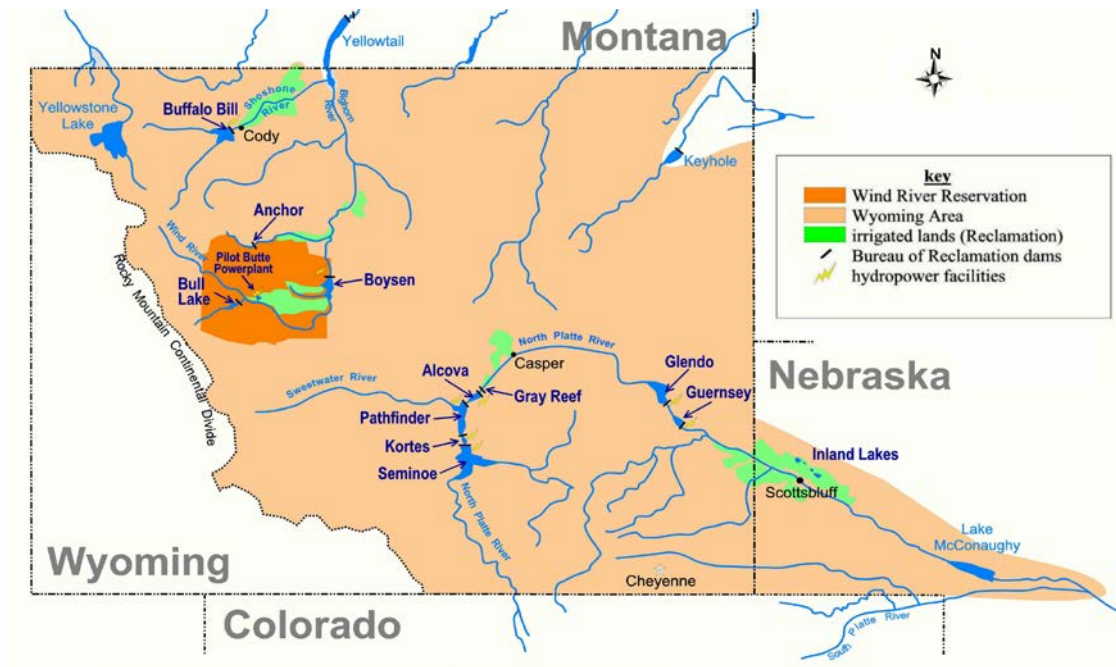 Yellowtail
Montana
N
Yellowstone
Lake
Buffalo Bill
Shoshone
River
Bighorn
River
Cody
Keyhole
key
Wind River Reservation
Wyoming Area
irrigated lands (Reclamation)
Bureau of Reclamation dams
hydropower facilities
Anchor
Wind River
Pilot Butte
Powerplant
Bull
Lake
Boysen
Rocky Mountain Continental Divide
North Platte River
Casper
Sweetwater River
Alcova
Gray Reef
Pathfinder
Kortes
Seminoe
Glendo
Guernsey
Nebraska
Inland Lakes
Scottsbluff
North Platte River
Lake
McConaughy
Wyoming
Cheyenne
Colorado
South Platte River